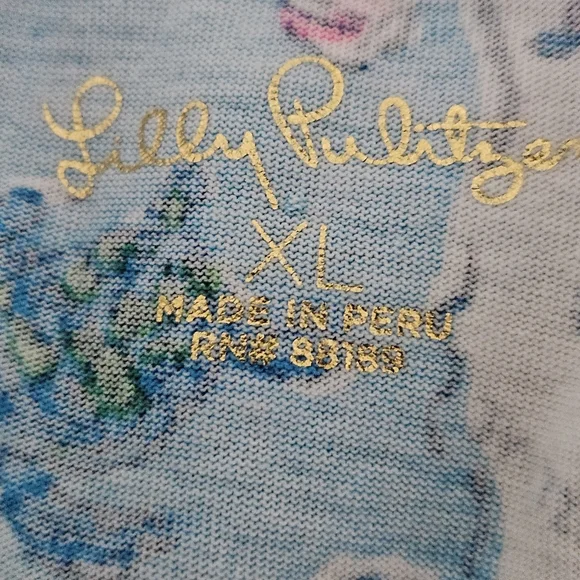 Lilly Pulitzer
XL
MADE IN PERU
RN# 88189